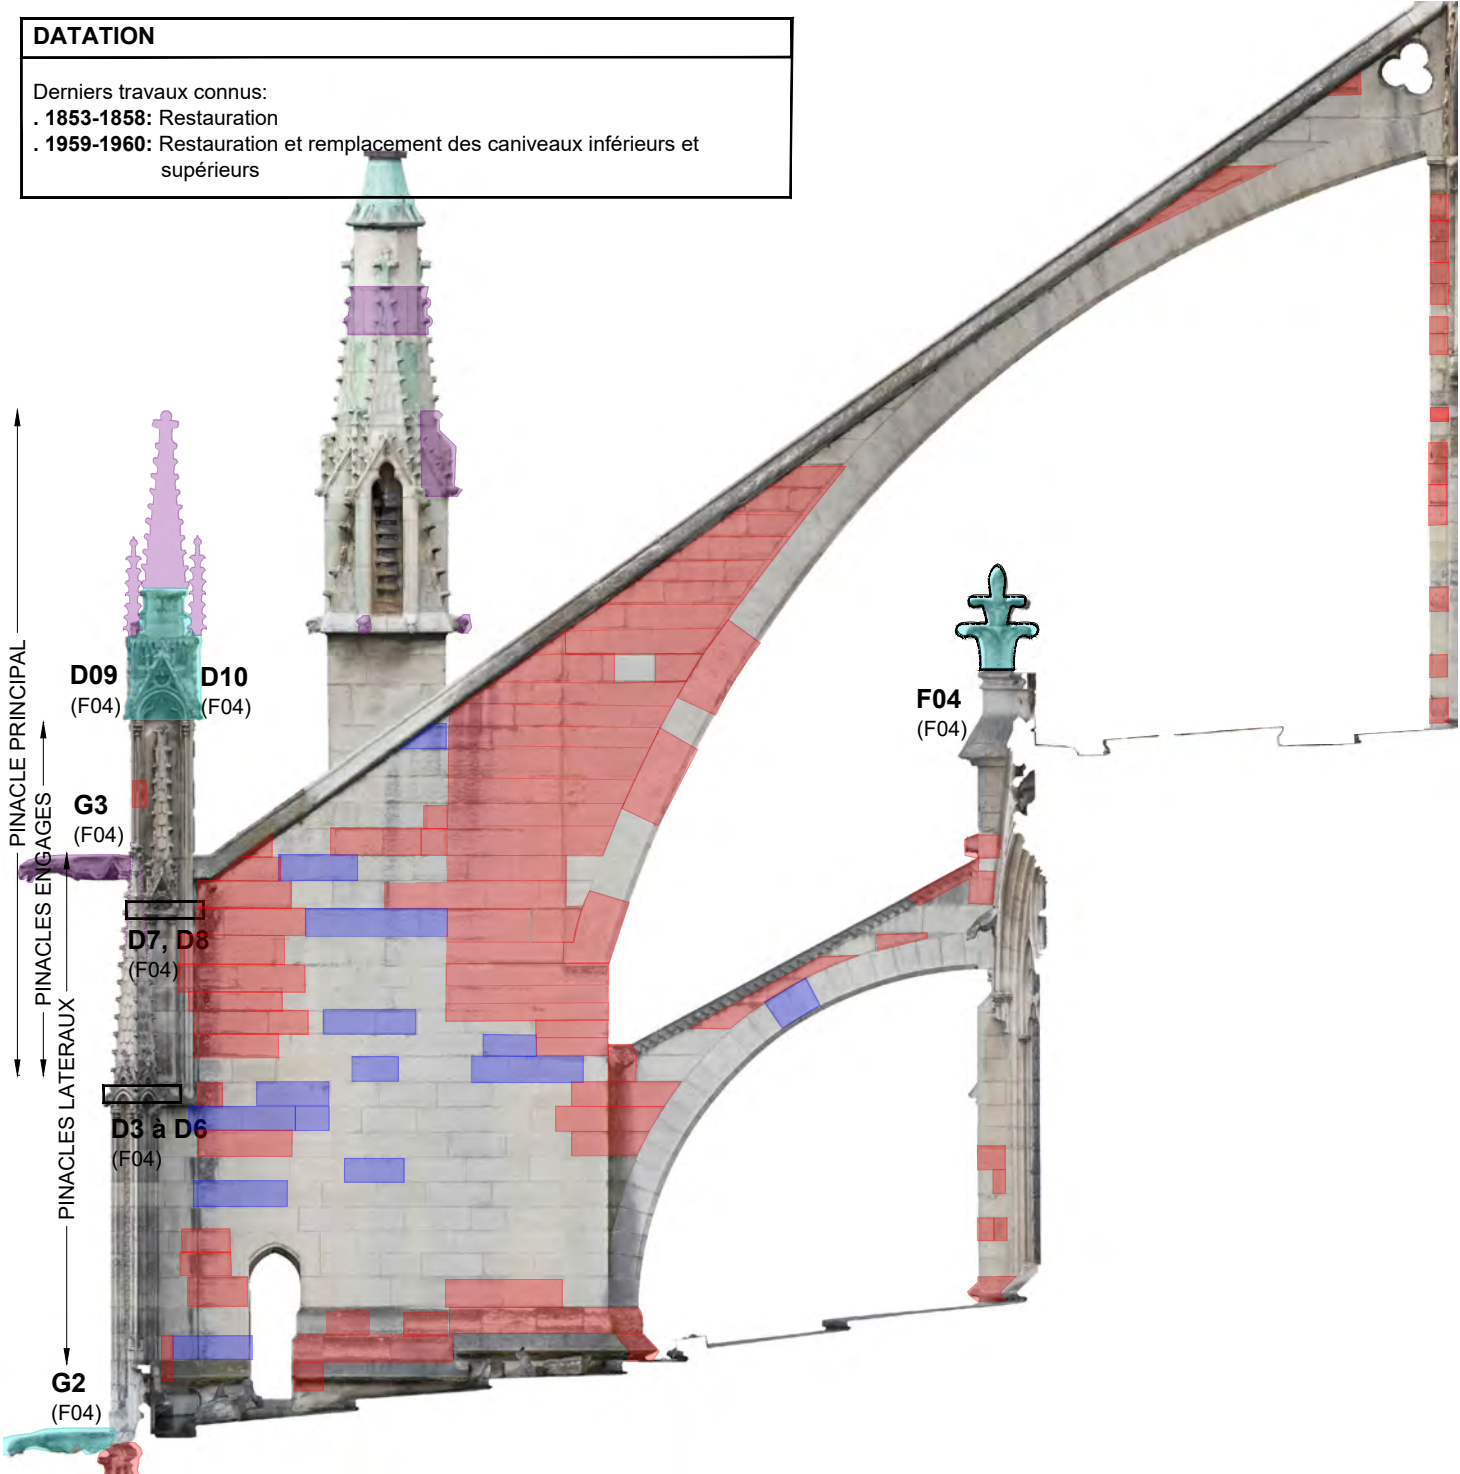 DATATION
Derniers travaux connus:
. 1853-1858: Restauration
. 1959-1960: Restauration et remplacement des caniveaux inférieurs et
supérieurs
PINACLE PRINCIPAL
PINACLES ENGAGES
PINACLES LATERAUX
D09
(F04)
D10
(F04)
G3
(F04)
D7, D8
(F04)
D3 à D6
(F04)
G2
(F04)
F04
(F04)